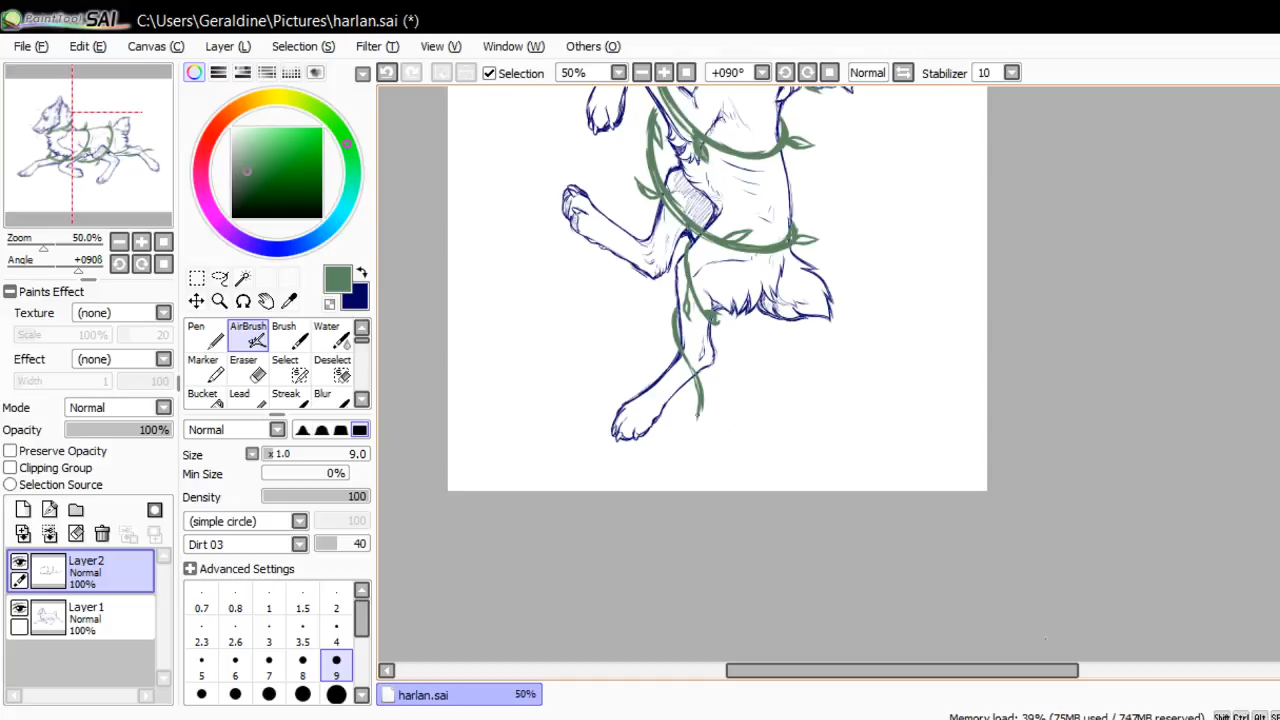 PaintTool SAI C:\Users\Geraldine\Pictures\harlan.sai (*)
File (F) Edit (E) Canvas (C) Layer (L) Selection (S) Filter (T) View (V) Window (W) Others (O)
Selection 50% +090° Normal Stabilizer 10
Zoom 50.0%
Angle +090
Paints Effect
Texture (none)
Scale 100% 20
Effect (none)
Width 1 100
Mode Normal
Opacity 100%
Preserve Opacity
Clipping Group
Selection Source
Layer2
Normal
100%
Layer1
Normal
100%
Pen AirBrush Brush Water
Marker Eraser Select Deselect
Bucket Lead Streak Blur
Normal
Size x 1.0 9.0
Min Size 0%
Density 100
(simple circle) 100
Dirt 03 40
Advanced Settings
0.7 0.8 1 1.5 2
2.3 2.6 3 3.5 4
5 6 7 8 9
harlan.sai 50%
Memory load: 39% (75MB used / 747MB reserved) Shift Ctrl Alt